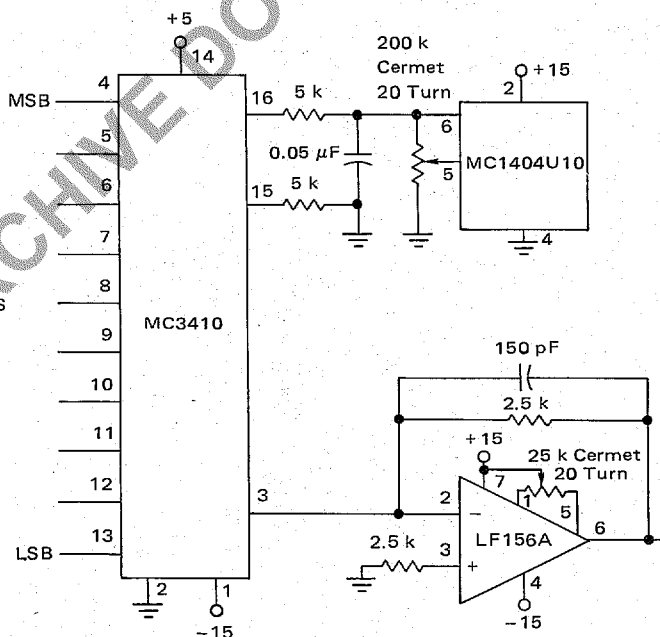 ARCHIVE DO
+5
14
MSB
4
5
6
7
8
S
9
10
11
12
LSB
13
MC3410
16
5 k
0.05 μF
15
5 k
3
2
1
-15
200 k
Cermet
20 Turn
+15
2
6
5
MC1404U10
4
150 pF
2.5 k
+15
25 k Cermet
20 Turn
7
1
5
2
−
LF156A
6
2.5 k
3
+
4
-15